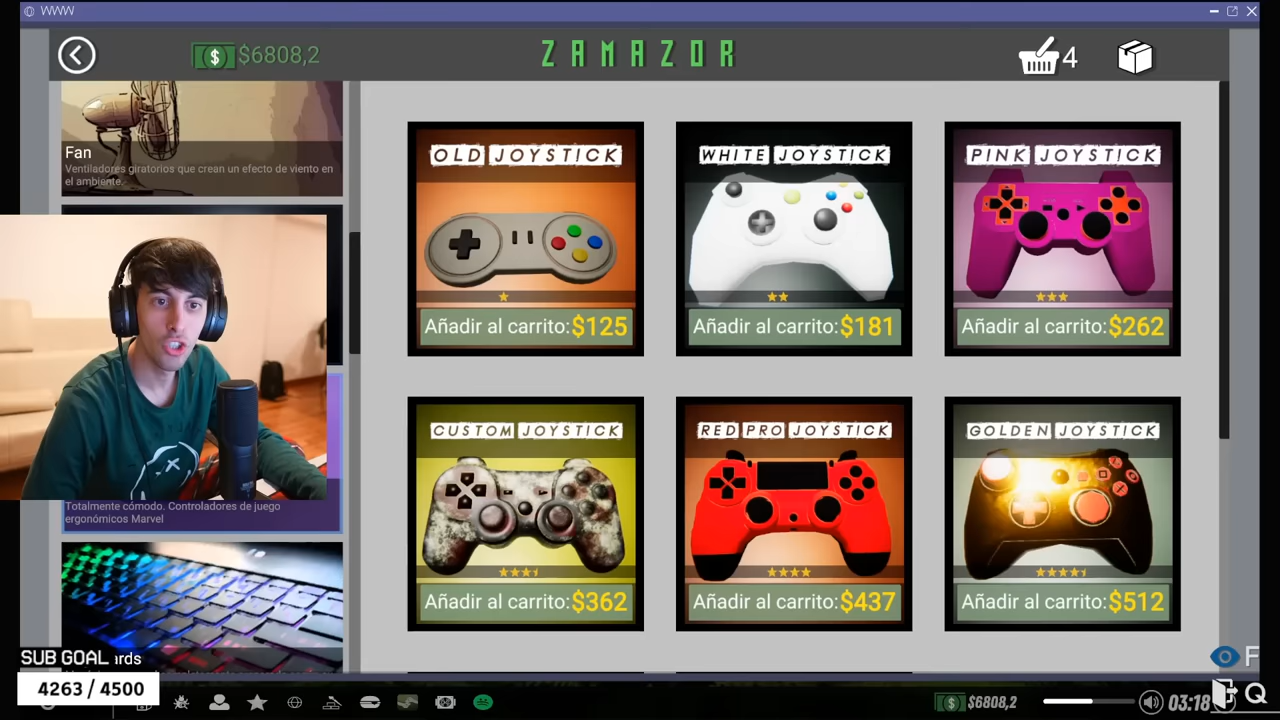 WWW
$6808,2
ZAMAZOR
4
Fan
Ventiladores giratorios que crean un efecto de viento en
el ambiente.
OLD JOYSTICK
Añadir al carrito:$125
WHITE JOYSTICK
Añadir al carrito:$181
PINK JOYSTICK
Añadir al carrito:$262
Totalmente cómodo. Controladores de juego
ergonómicos Marvel
CUSTOM JOYSTICK
Añadir al carrito:$362
RED PRO JOYSTICK
Añadir al carrito:$437
GOLDEN JOYSTICK
Añadir al carrito:$512
SUB GOAL
4263 / 4500
F
$6808,2
03:18
Q